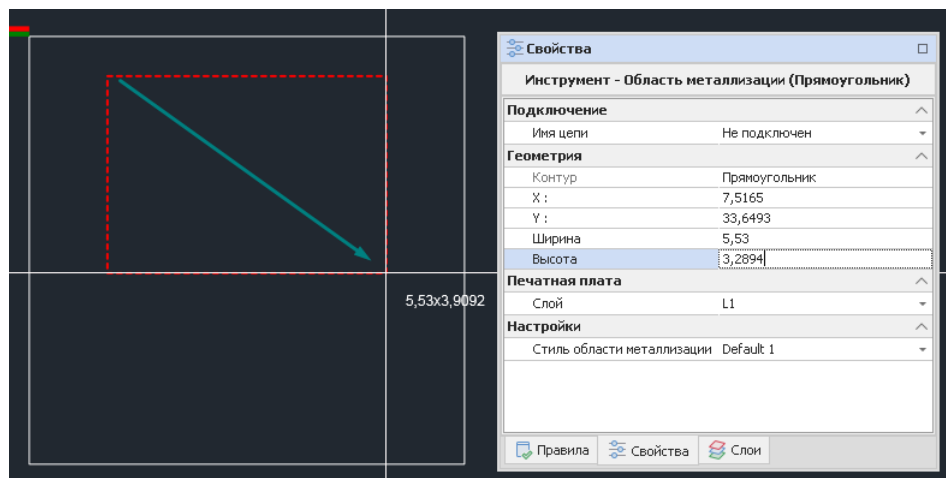 Свойства
Инструмент - Область металлизации (Прямоугольник)
Подключение
Имя цепи Не подключен
Геометрия
Контур Прямоугольник
X : 7,5165
Y : 33,6493
Ширина 5,53
Высота 3,2894
Печатная плата
Слой L1
Настройки
Стиль области металлизации Default 1
Правила Свойства Слои
5,53x3,9092